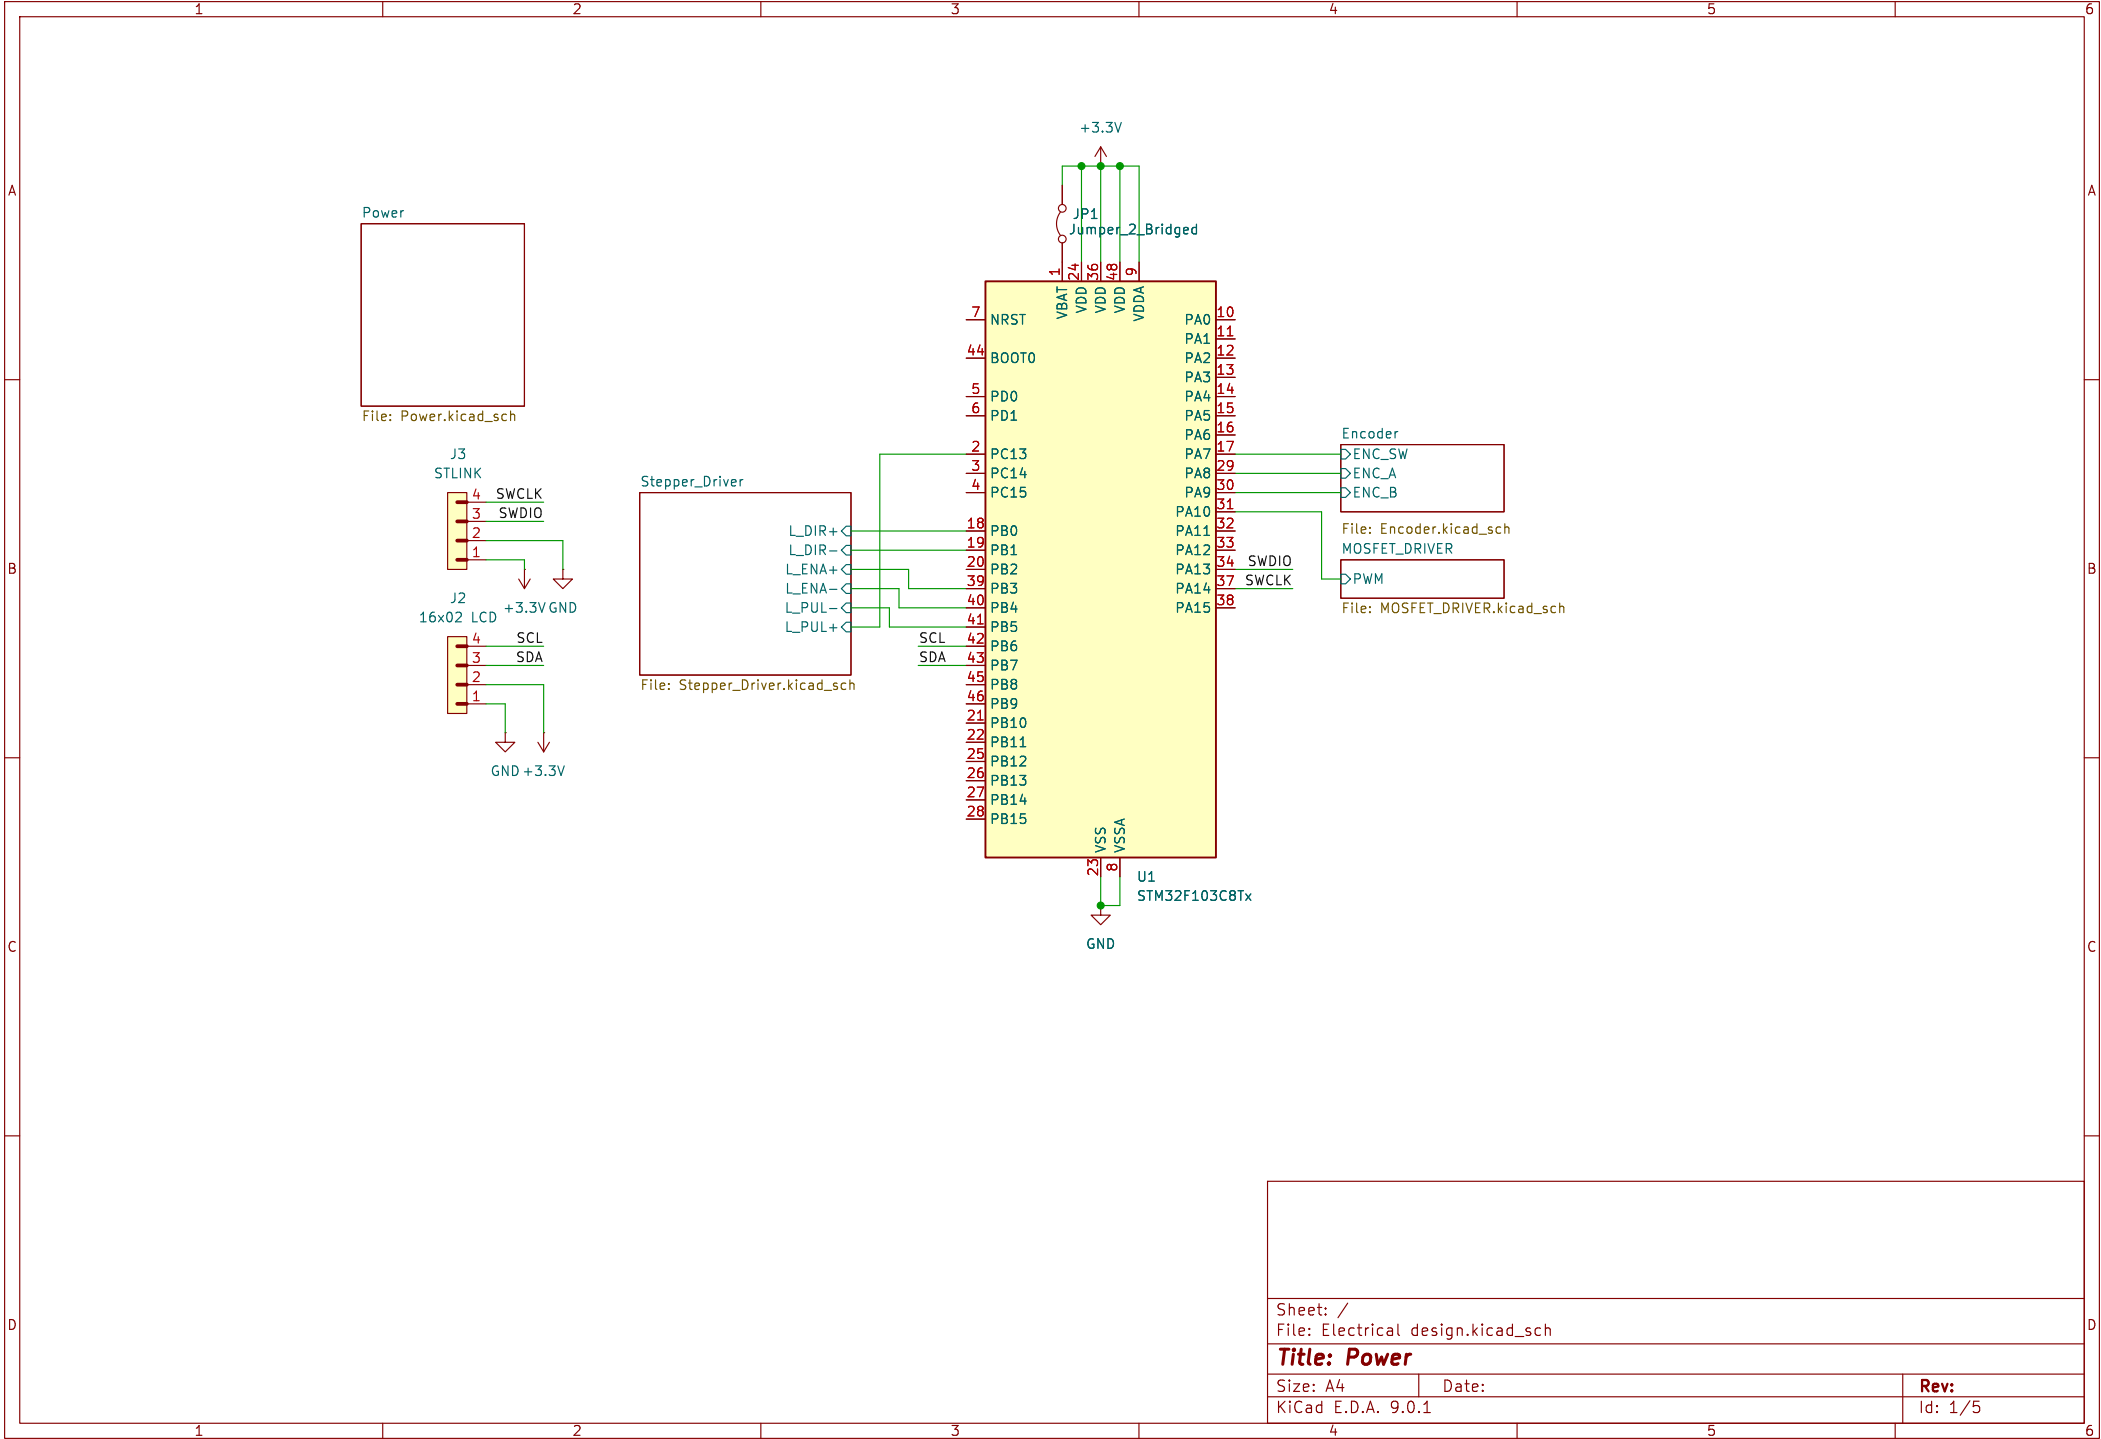 1 2 3 4 5 6
A A
B B
C C
D D
+3.3V
JP1
Jumper_2_Bridged
Power
File: Power.kicad_sch
J3
STLINK
4 SWCLK
3 SWDIO
2
1
+3.3V GND
J2
16x02 LCD
4 SCL
3 SDA
2
1
GND +3.3V
Stepper_Driver
L_DIR+
L_DIR-
L_ENA+
L_ENA-
L_PUL-
L_PUL+
File: Stepper_Driver.kicad_sch
1 24 36 48 9
VBAT VDD VDD VDD VDDA
7 NRST
44 BOOT0
5 PD0
6 PD1
2 PC13
3 PC14
4 PC15
18 PB0
19 PB1
20 PB2
39 PB3
40 PB4
41 PB5
SCL 42 PB6
SDA 43 PB7
45 PB8
46 PB9
21 PB10
22 PB11
25 PB12
26 PB13
27 PB14
28 PB15
PA0 10
PA1 11
PA2 12
PA3 13
PA4 14
PA5 15
PA6 16
PA7 17
PA8 29
PA9 30
PA10 31
PA11 32
PA12 33
PA13 34 SWDIO
PA14 37 SWCLK
PA15 38
VSS VSSA
23 8
U1
STM32F103C8Tx
GND
Encoder
ENC_SW
ENC_A
ENC_B
File: Encoder.kicad_sch
MOSFET_DRIVER
PWM
File: MOSFET_DRIVER.kicad_sch
Sheet: /
File: Electrical design.kicad_sch
Title: Power
Size: A4 Date: Rev:
KiCad E.D.A. 9.0.1 Id: 1/5
1 2 3 4 5 6